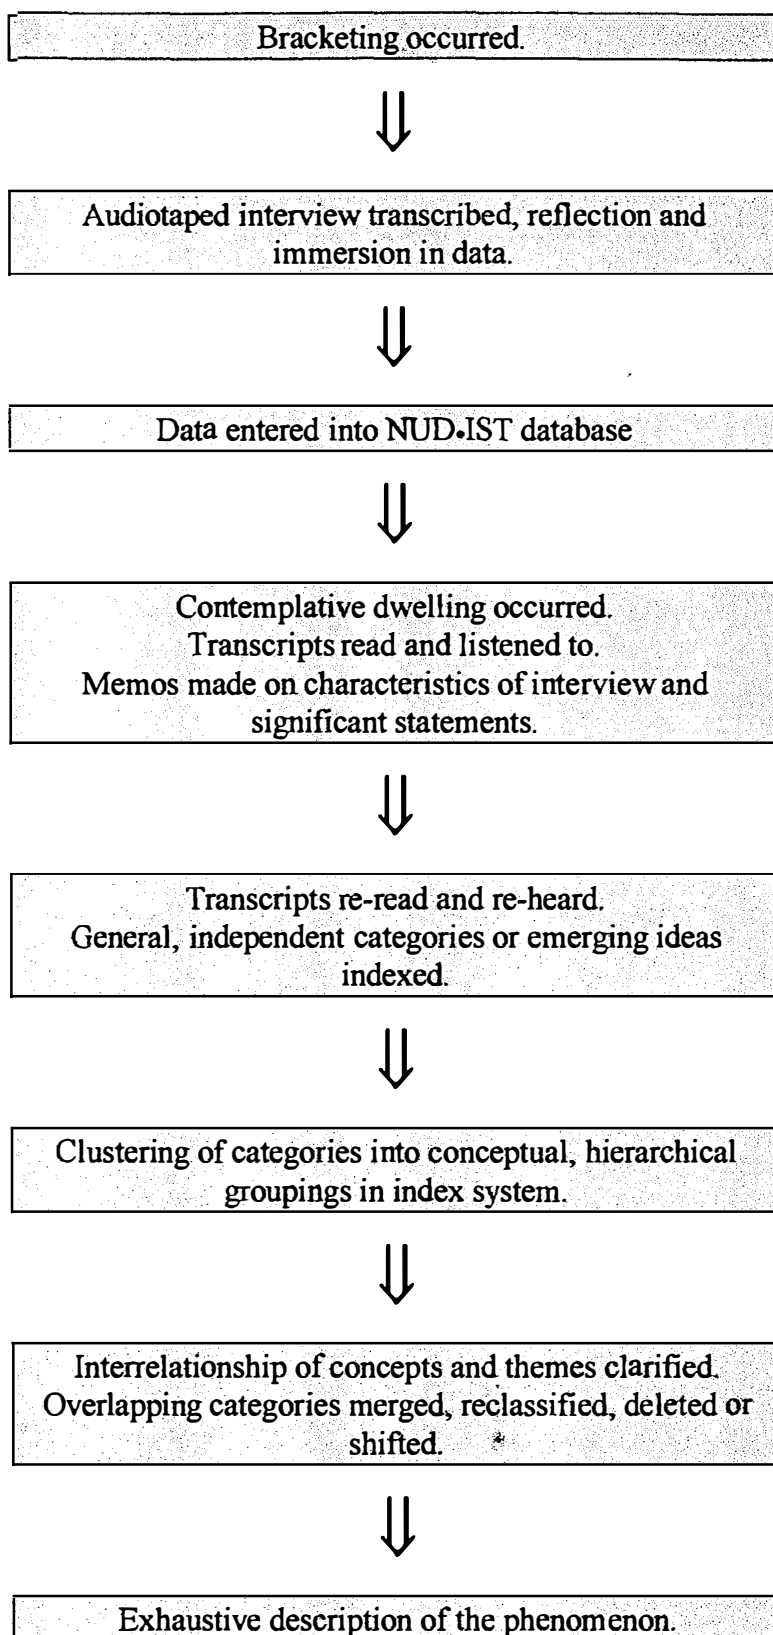 Bracketing occurred.
Audiotaped interview transcribed, reflection and
immersion in data.
Data entered into NUD•IST database
Contemplative dwelling occurred.
Transcripts read and listened to.
Memos made on characteristics of interview and
significant statements.
Transcripts re-read and re-heard.
General, independent categories or emerging ideas
indexed.
Clustering of categories into conceptual, hierarchical
groupings in index system.
Interrelationship of concepts and themes clarified.
Overlapping categories merged, reclassified, deleted or
shifted.
Exhaustive description of the phenomenon.